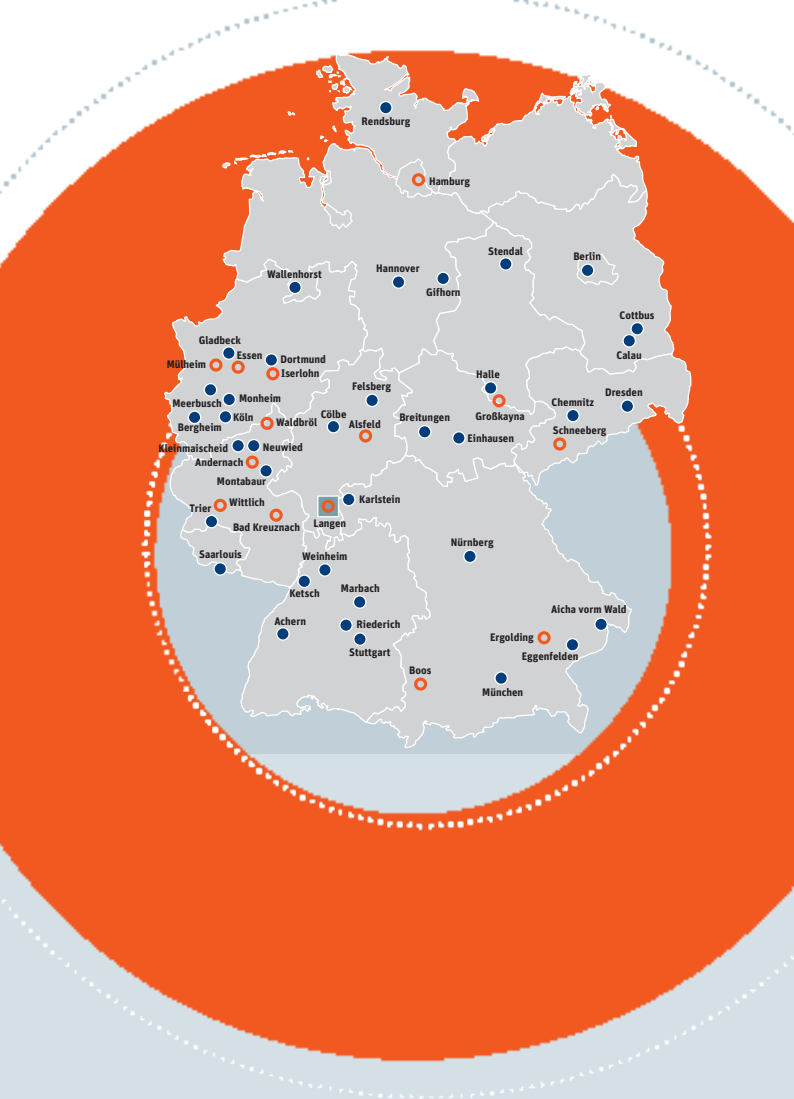 Rendsburg
Hamburg
Stendal
Berlin
Hannover
Wallenhorst
Gifhorn
Cottbus
Gladbeck
Essen
Calau
Dortmund
Mülheim
Iserlohn
Halle
Felsberg
Dresden
Monheim
Meerbusch
Chemnitz
Cölbe
Großkayna
Köln
Breitungen
Waldbröl
Alsfeld
Bergheim
Schneeberg
Einhausen
Kleinmaischeid
Neuwied
Andernach
Montabaur
Karlstein
Wittlich
Trier
Langen
Bad Kreuznach
Nürnberg
Saarlouis
Weinheim
Marbach
Ketsch
Aicha vorm Wald
Achern
Riederich
Ergolding
Stuttgart
Eggenfelden
Boos
München